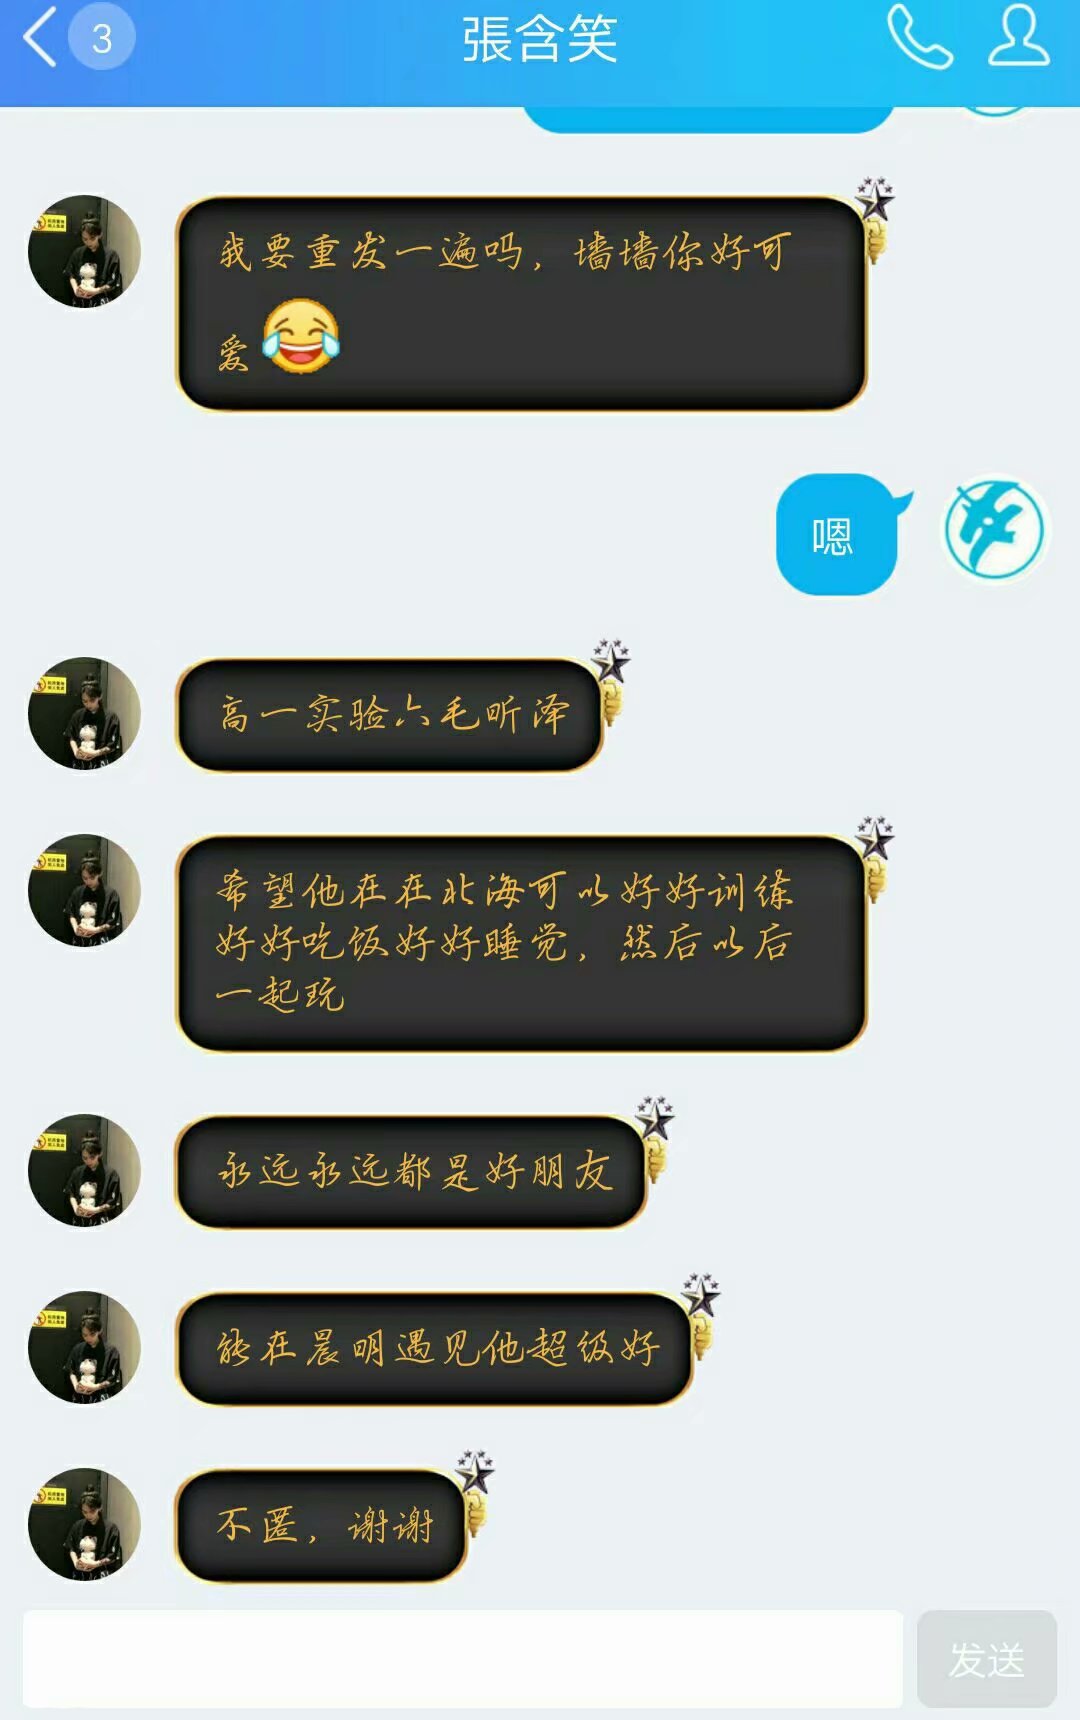 3
張含笑
我要重发一遍吗，墙墙你好可
爱
嗯
高一实验六毛昕泽
希望他在在北海可以好好训练
好好吃饭好好睡觉，然后以后
一起玩
永远永远都是好朋友
能在晨明遇见他超级好
不匿，谢谢
发送